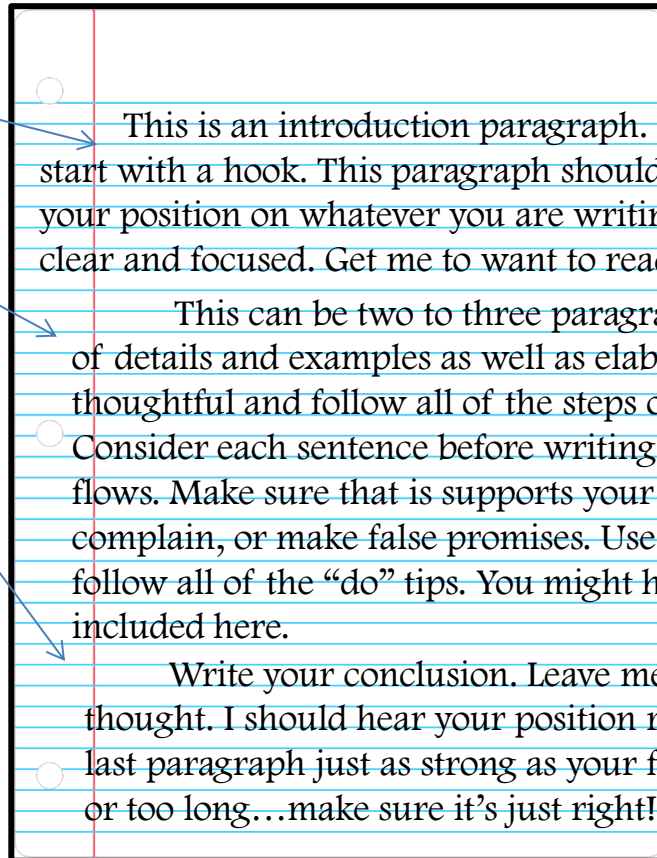 This is an introduction paragraph.
start with a hook. This paragraph should
your position on whatever you are
clear and focused. Get me to want to
This can be two to three
of details and examples as well as
thoughtful and follow all of the steps
Consider each sentence before writing
flows. Make sure that is supports your
complain, or make false promises. Use
follow all of the “do” tips. You might
included here.
Write your conclusion. Leave me
thought. I should hear your position
last paragraph just as strong as your
or too long…make sure it’s just right!